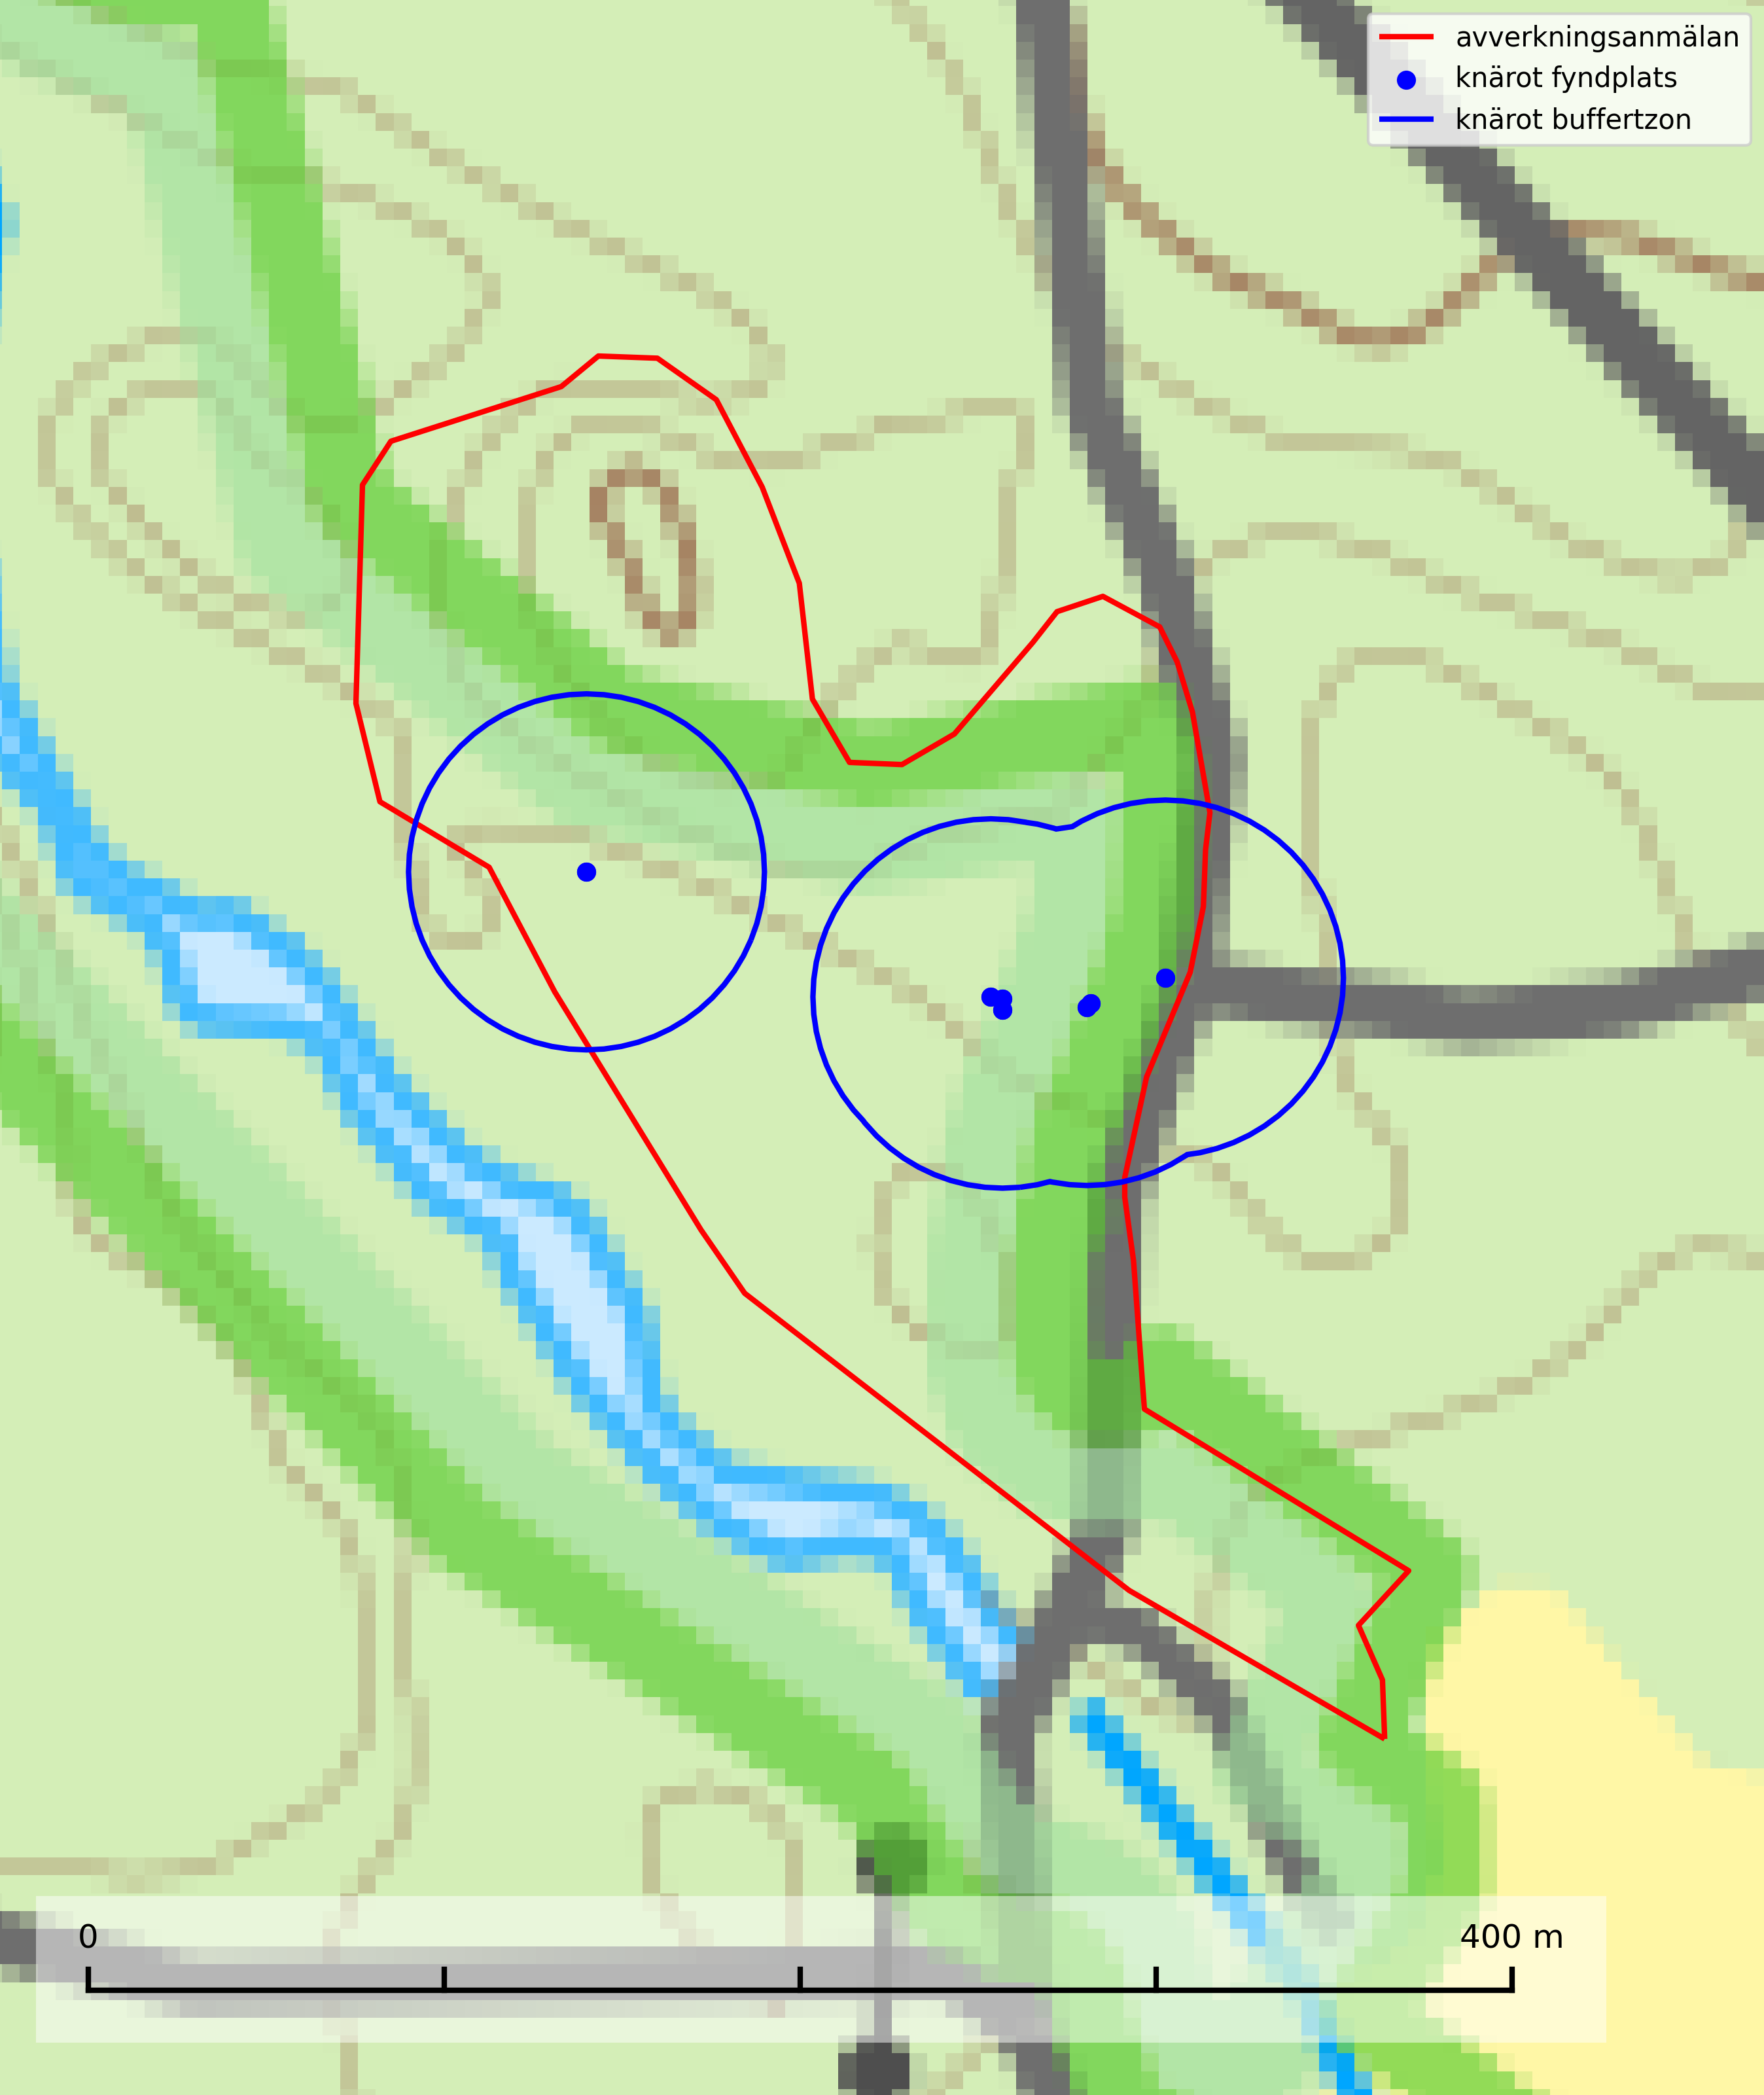 avverkningsanmälan
knärot fyndplats
knärot buffertzon
0
400 m